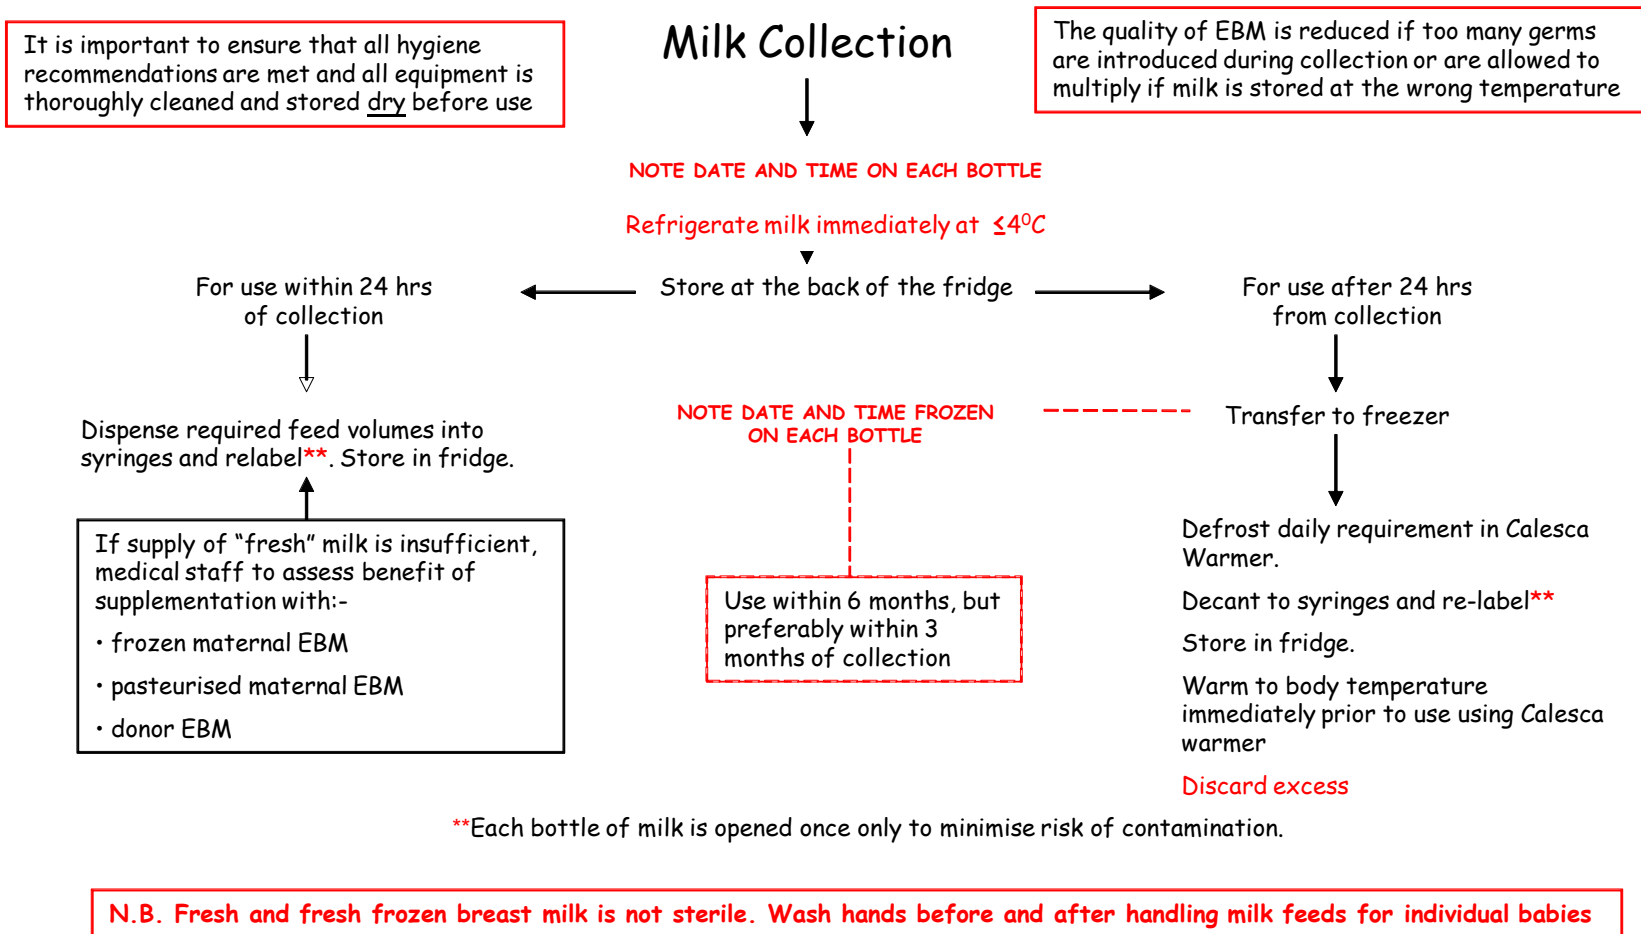 It is important to ensure that all hygiene
recommendations are met and all equipment is
thoroughly cleaned and stored dry before use
Milk Collection
The quality of EBM is reduced if too many germs
are introduced during collection or are allowed to
multiply if milk is stored at the wrong temperature
NOTE DATE AND TIME ON EACH BOTTLE
Refrigerate milk immediately at ≤4⁰C
For use within 24 hrs
of collection
Store at the back of the fridge
For use after 24 hrs
from collection
Dispense required feed volumes into
syringes and relabel**. Store in fridge.
NOTE DATE AND TIME FROZEN
ON EACH BOTTLE
Transfer to freezer
If supply of “fresh” milk is insufficient,
medical staff to assess benefit of
supplementation with:-
• frozen maternal EBM
• pasteurised maternal EBM
• donor EBM
Use within 6 months, but
preferably within 3
months of collection
Defrost daily requirement in Calesca
Warmer.
Decant to syringes and re-label**
Store in fridge.
Warm to body temperature
immediately prior to use using Calesca
warmer
Discard excess
**Each bottle of milk is opened once only to minimise risk of contamination.
N.B. Fresh and fresh frozen breast milk is not sterile. Wash hands before and after handling milk feeds for individual babies